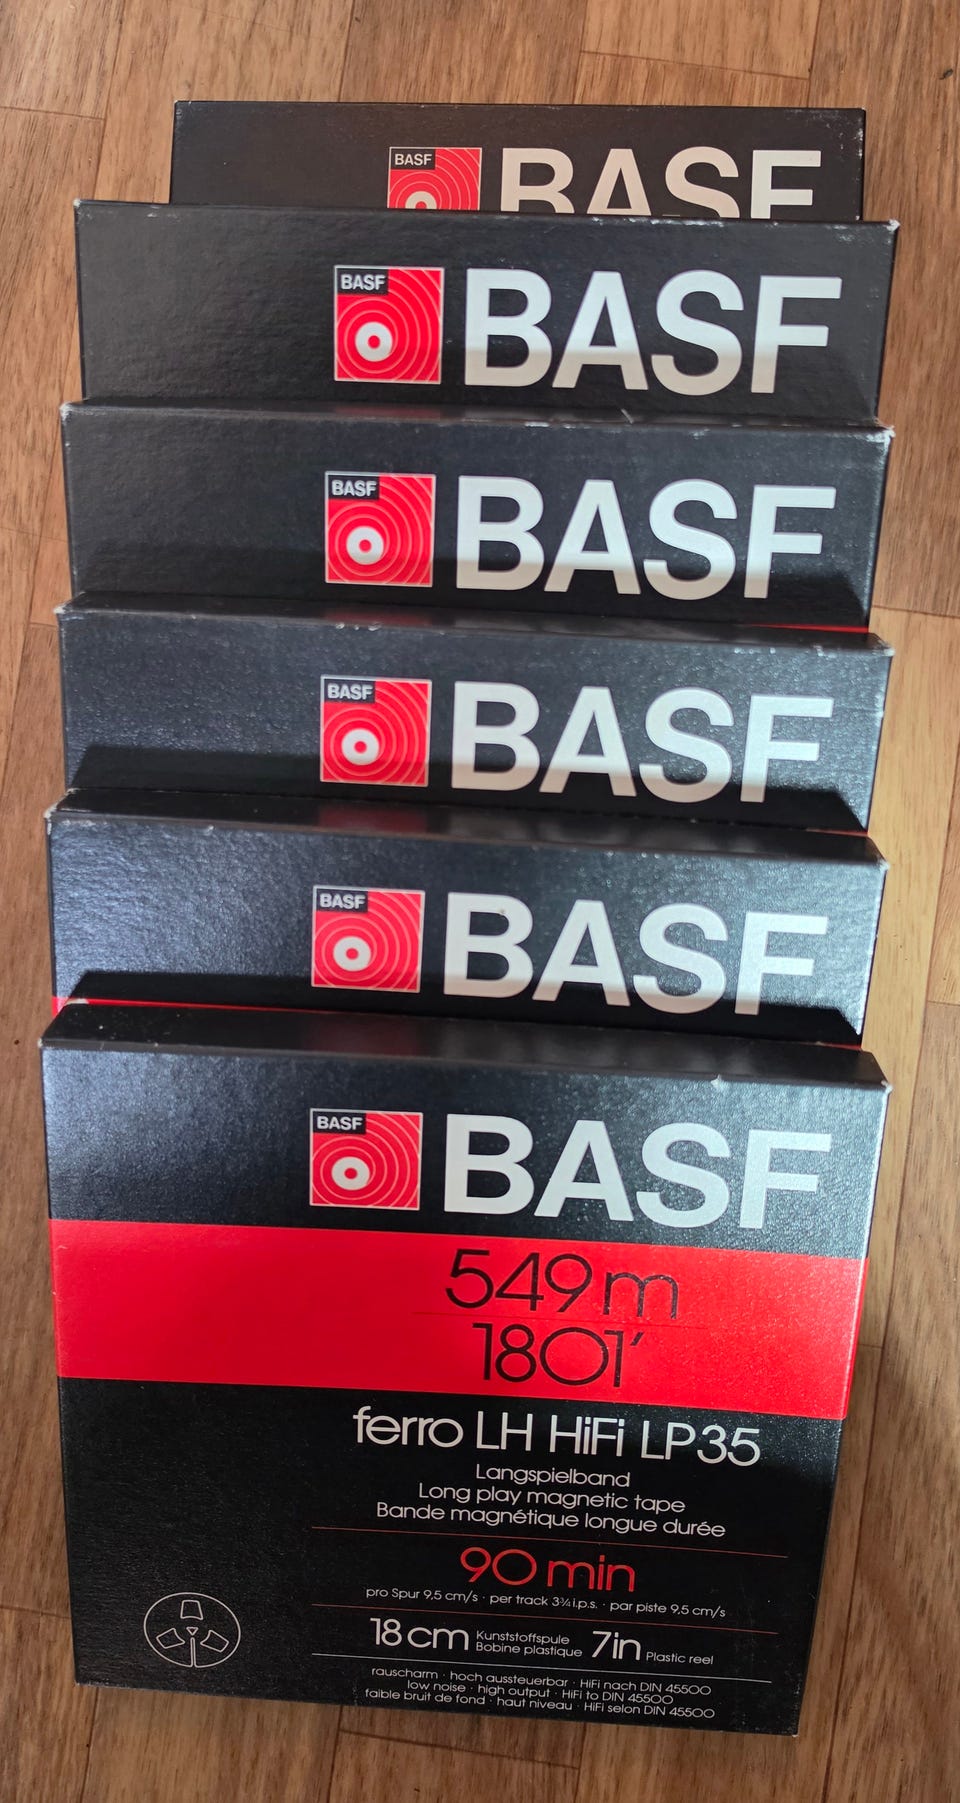 BASF BASF
BASF BASF
BASF BASF
BASF BASF
BASF BASF
BASF BASF
549 m
1801'
ferro LH HiFi LP35
Langspielband
Long play magnetic tape
Bande magnétique longue durée
90 min
pro Spur 9,5 cm/s · per track 3¾ i.p.s. · par piste 9,5 cm/s
18 cm Kunststoffspule 7in Plastic reel
Bobine plastique
rauscharm · hoch aussteuerbar · HiFi nach DIN 45500
low noise · high output · HiFi to DIN 45500
faible bruit de fond · haut niveau · HiFi selon DIN 45500